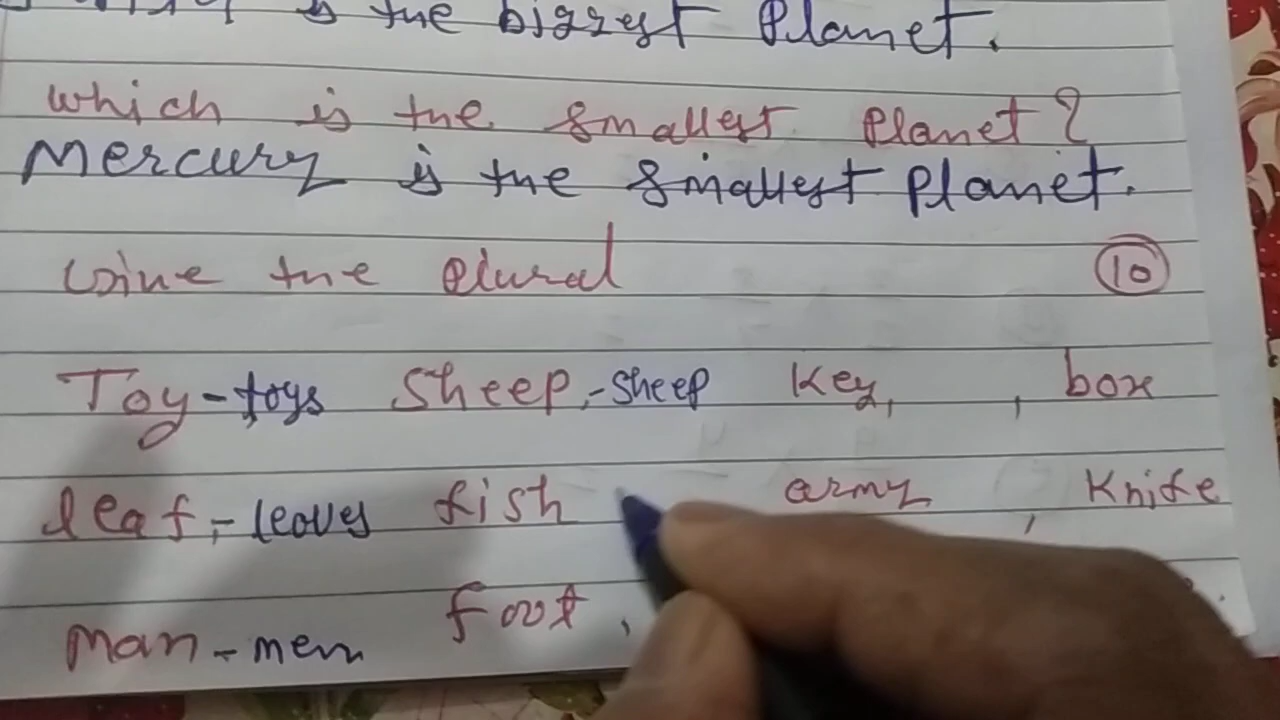 is the biggest Planet.
which is the smallest Planet?
Mercury is the smallest Planet.
the Plural 10
Toy-toys Sheep,-sheep Key, , box
leaf,-leaves fish army , Knife
man-men foot,